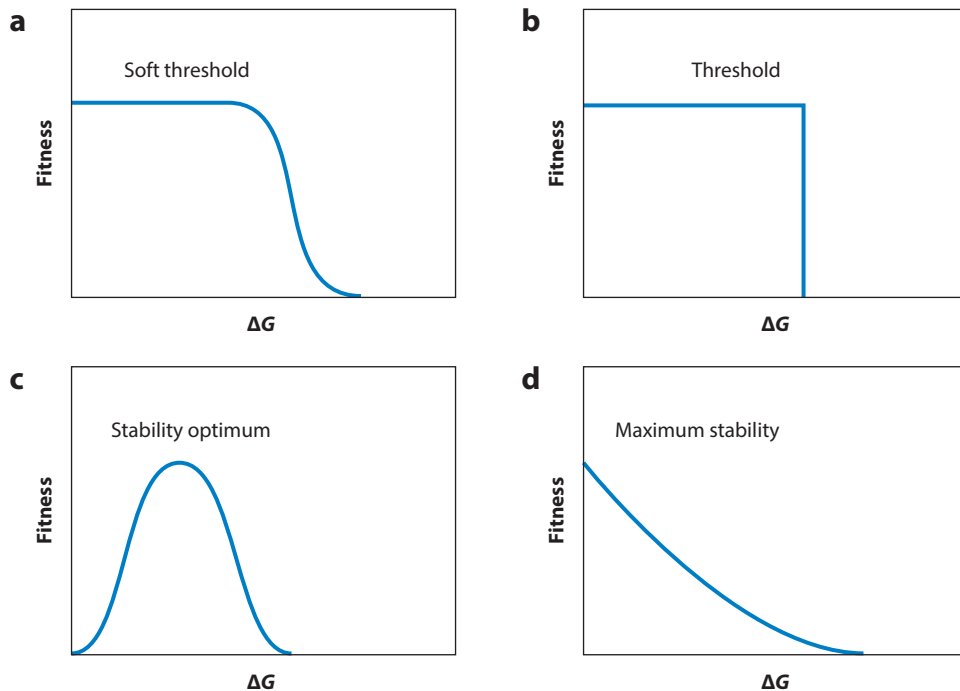 a
Soft threshold
Fitness
ΔG
b
Threshold
Fitness
ΔG
c
Stability optimum
Fitness
ΔG
d
Maximum stability
Fitness
ΔG